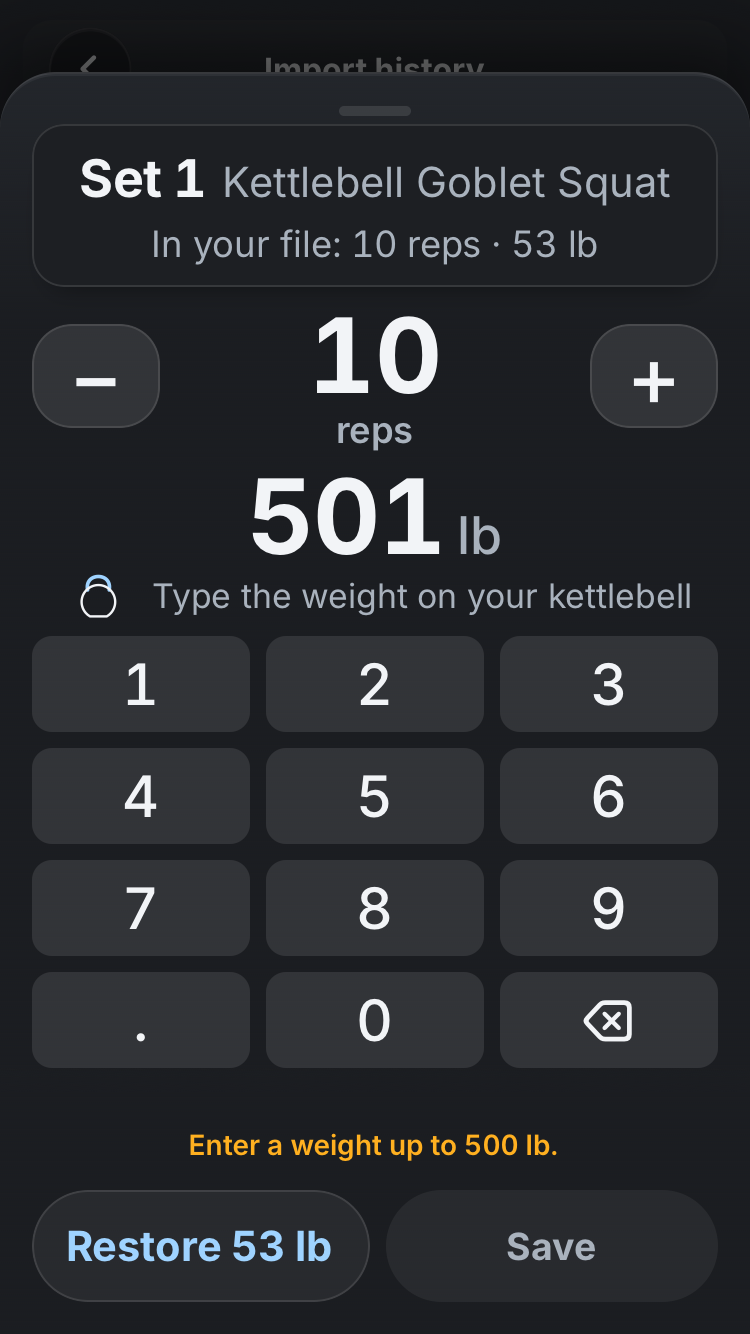 Import history
Set 1 Kettlebell Goblet Squat
In your file: 10 reps · 53 lb
− 10 +
reps
501 lb
Type the weight on your kettlebell
1 2 3
4 5 6
7 8 9
. 0
Enter a weight up to 500 lb.
Restore 53 lb Save